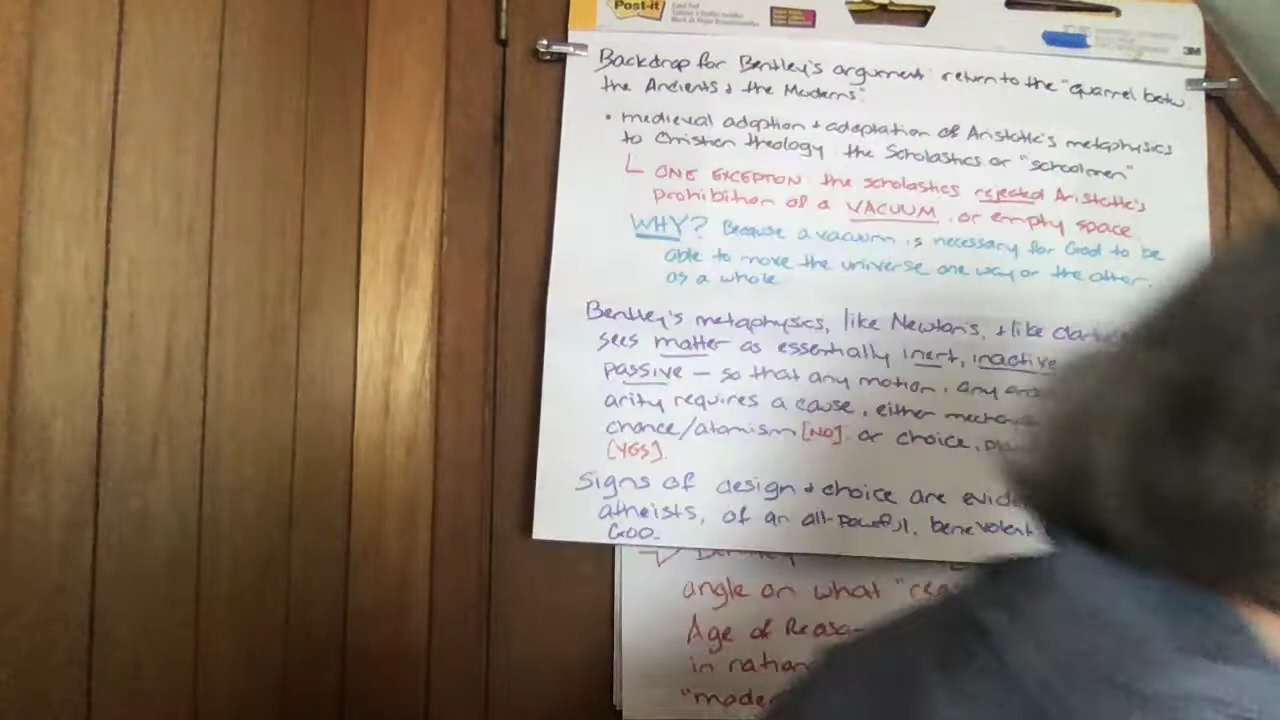 Post-it
3M
Backdrop for Bentley's argument: return to the "quarrel betw.
the Ancients & the Moderns".
• medieval adoption + adaptation of Aristotle's metaphysics
to Christian theology: the Scholastics or "schoolmen"
ONE EXCEPTION: the scholastics rejected Aristotle's
prohibition of a VACUUM, or empty space
WHY? Because a vacuum is necessary for God to be
able to move the universe one way or the other.
as a whole
Bentley's metaphysics, like Newton's, + like
sees matter as essentially inert, inactive
passive — so that any motion, any
arity requires a cause, either
chance/atomism [NO] or choice,
[YES].
Signs of design + choice are
atheists, of an all-powerful, benevolent
GOD.
angle on what
Age of
in